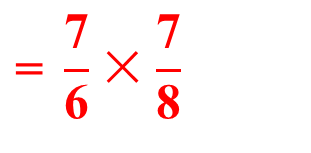 = 7/6 × 7/8